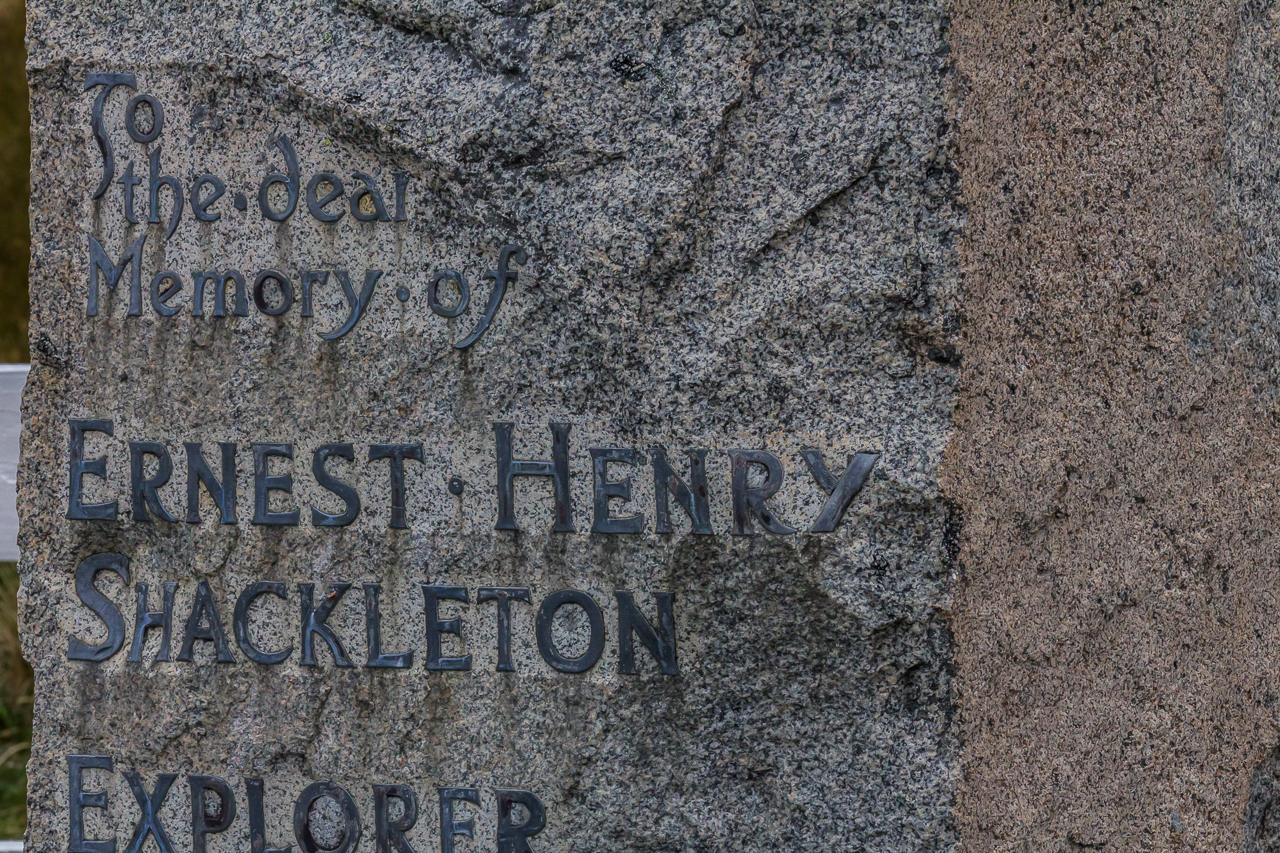 To
the · dear
Memory · of
ERNEST · HENRY
SHACKLETON
EXPLORER